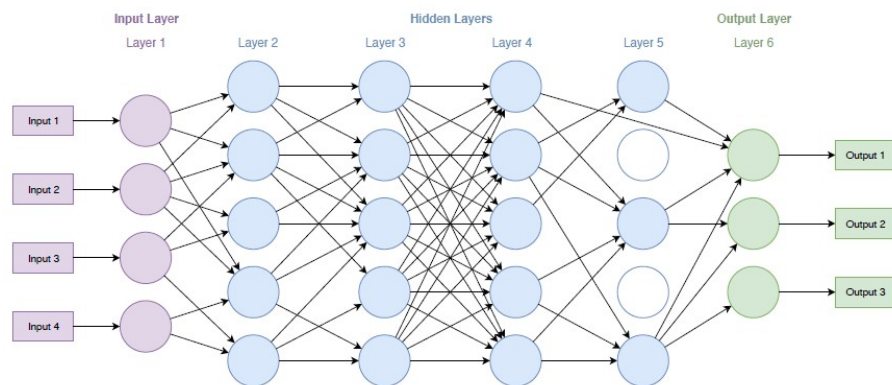 Input Layer
Hidden Layers
Output Layer
Layer 1
Layer 2
Layer 3
Layer 4
Layer 5
Layer 6
Input 1
Input 2
Input 3
Input 4
Output 1
Output 2
Output 3